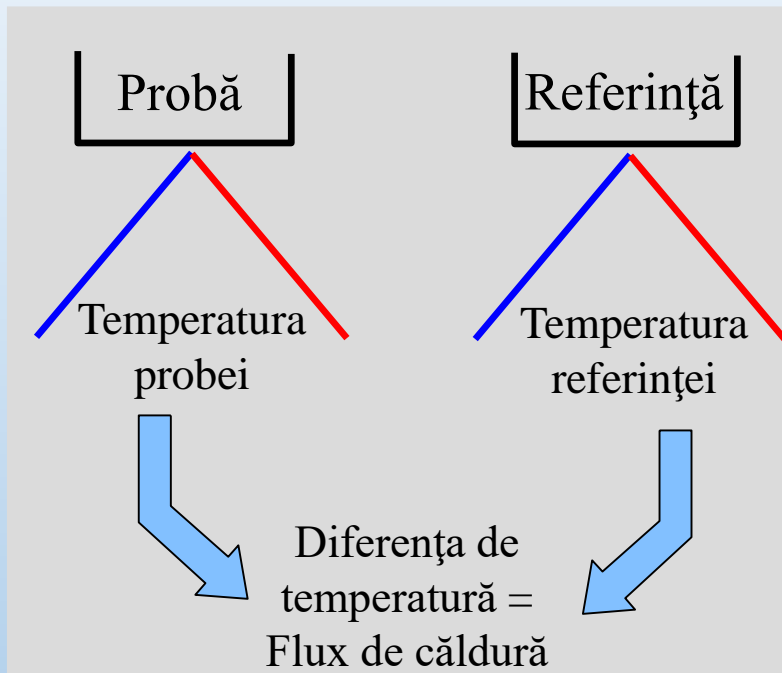 Probă
Referinţă
Temperatura
probei
Temperatura
referinţei
Diferenţa de
temperatură =
Flux de căldură